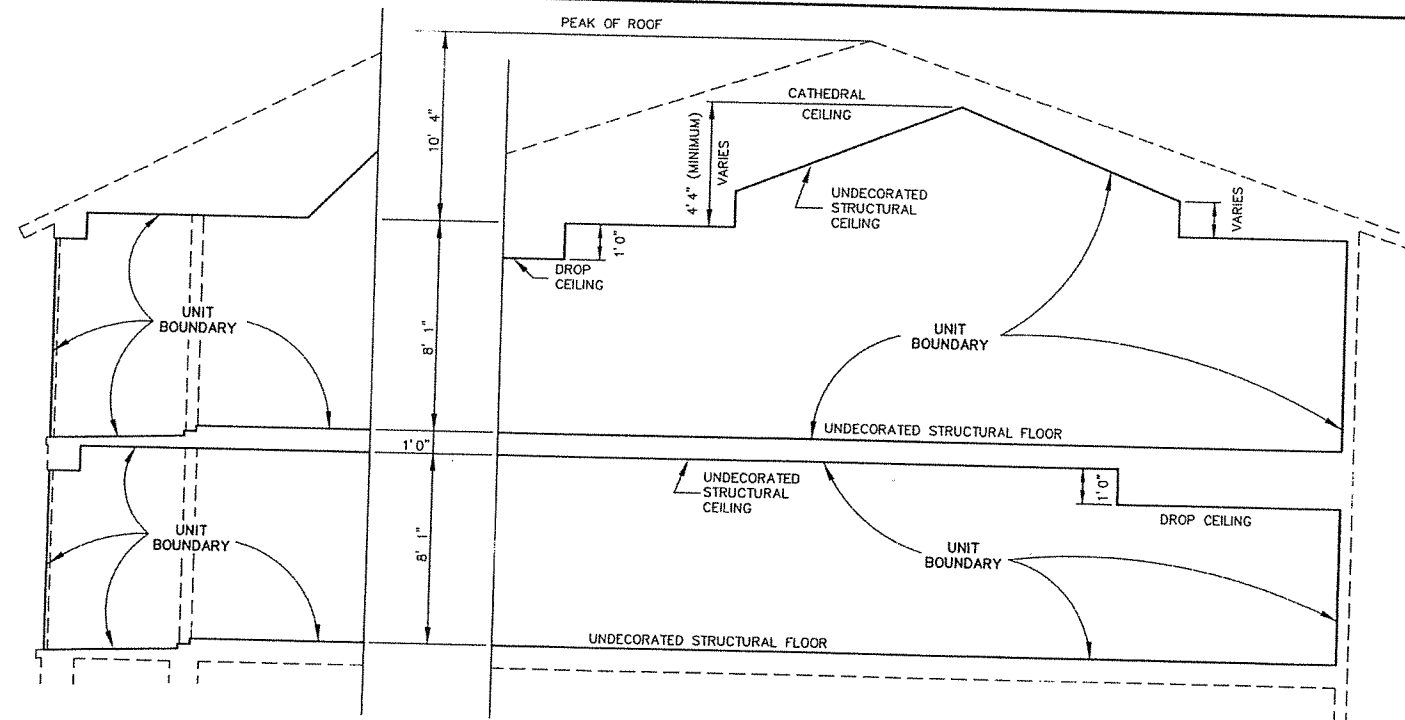 PEAK OF ROOF
10' 4"
CATHEDRAL
CEILING
4' 4" (MINIMUM)
VARIES
UNDECORATED
STRUCTURAL
CEILING
VARIES
1'0"
DROP
CEILING
UNIT
BOUNDARY
8' 1"
UNIT
BOUNDARY
UNDECORATED STRUCTURAL FLOOR
1'0"
UNDECORATED
STRUCTURAL
CEILING
1'0"
DROP CEILING
UNIT
BOUNDARY
8' 1"
UNIT
BOUNDARY
UNDECORATED STRUCTURAL FLOOR